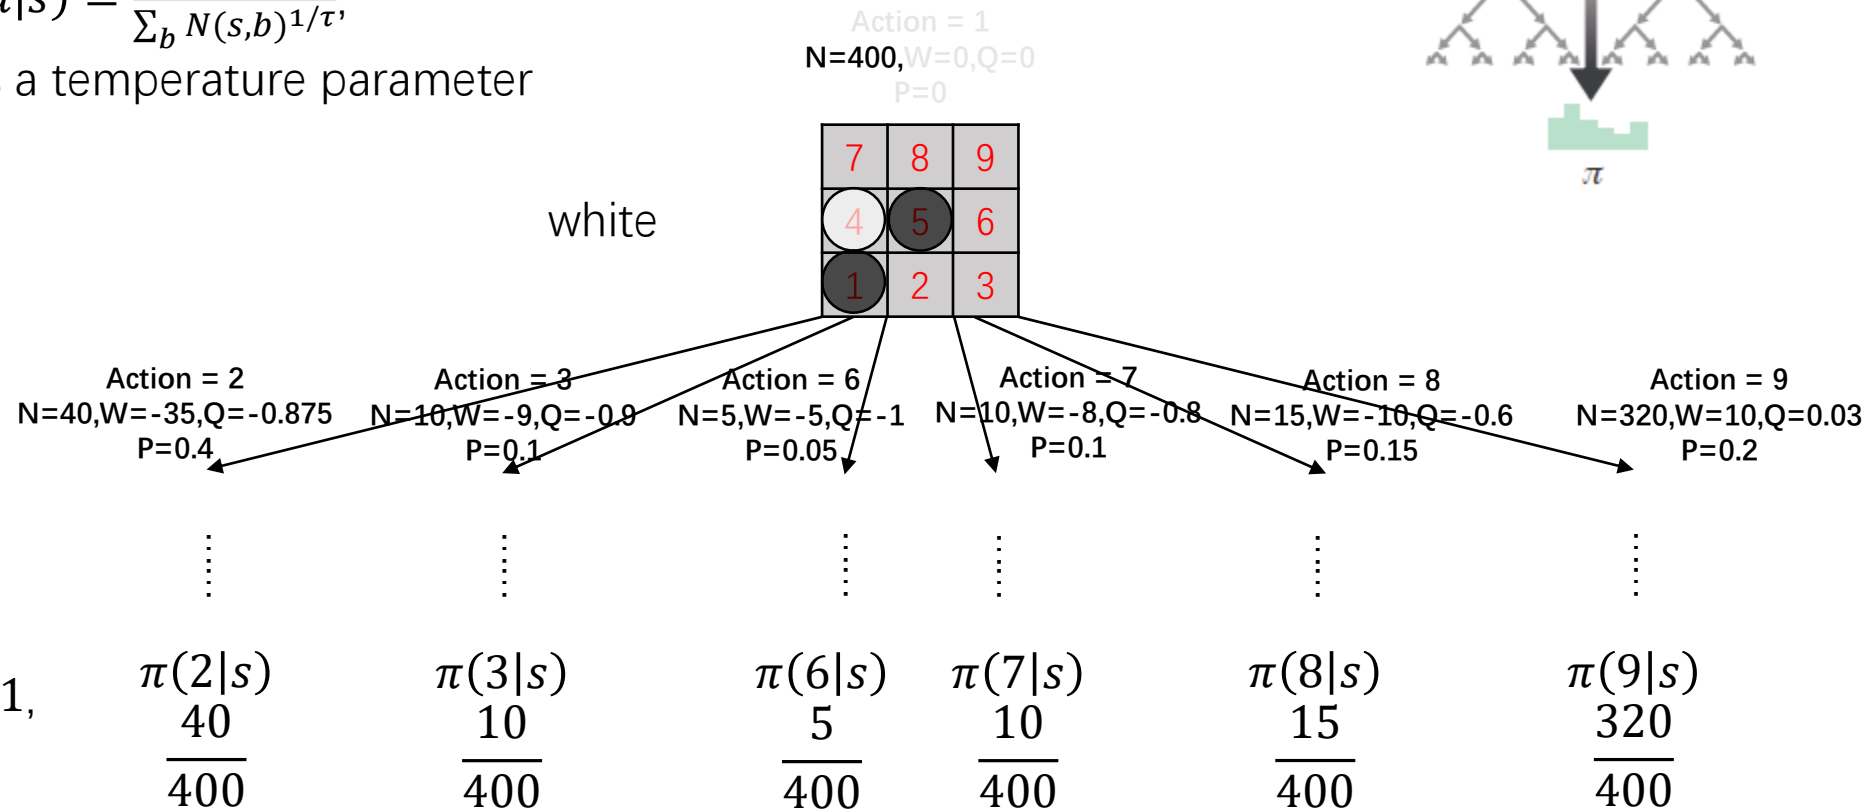 a|s) =
∑_b N(s,b)^{1/τ},
a temperature parameter
Action = 1
N=400,W=0,Q=0
P=0
π
7 8 9
white
4 5 6
1 2 3
Action = 2
N=40,W=-35,Q=-0.875
P=0.4
Action = 3
N=10,W=-9,Q=-0.9
P=0.1
Action = 6
N=5,W=-5,Q=-1
P=0.05
Action = 7
N=10,W=-8,Q=-0.8
P=0.1
Action = 8
N=15,W=-10,Q=-0.6
P=0.15
Action = 9
N=320,W=10,Q=0.03
P=0.2
π(2|s) π(3|s) π(6|s) π(7|s) π(8|s) π(9|s)
1, 40 10 5 10 15 320
400 400 400 400 400 400